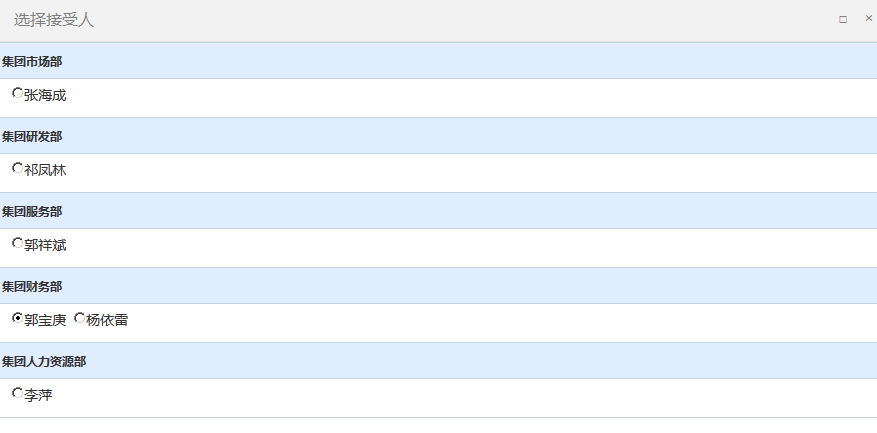 选择接受人
集团市场部
张海成
集团研发部
祁凤林
集团服务部
郭祥斌
集团财务部
郭宝庚 杨依雷
集团人力资源部
李萍